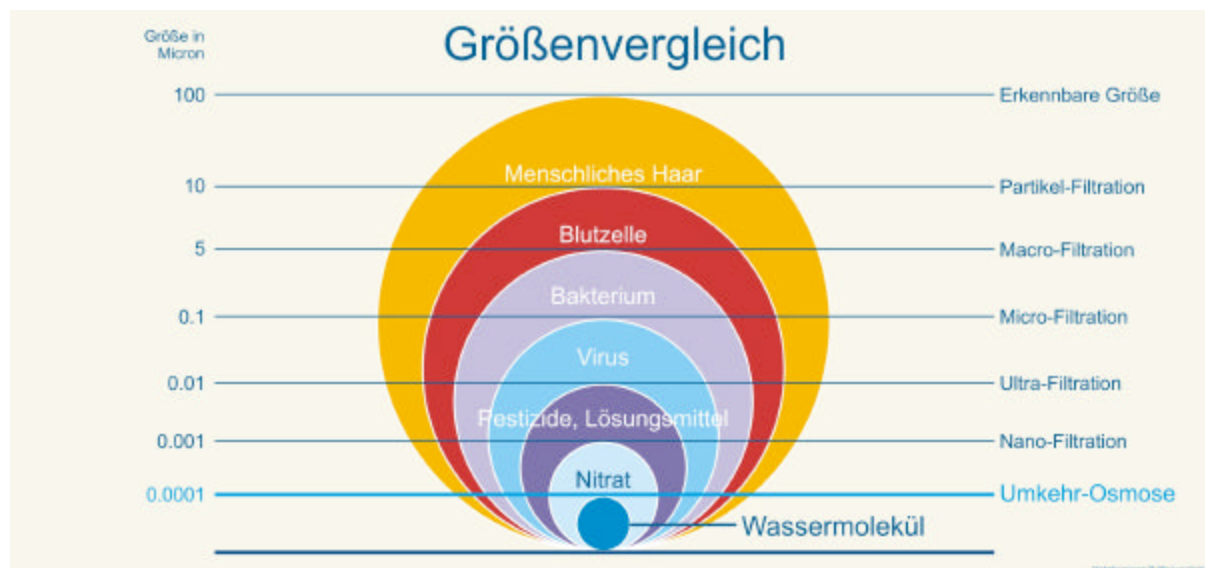 Größe in
Micron
Größenvergleich
100
Erkennbare Größe
Menschliches Haar
10
Partikel-Filtration
Blutzelle
5
Macro-Filtration
Bakterium
0.1
Micro-Filtration
Virus
0.01
Ultra-Filtration
Pestizide, Lösungsmittel
0.001
Nano-Filtration
Nitrat
0.0001
Umkehr-Osmose
Wassermolekül